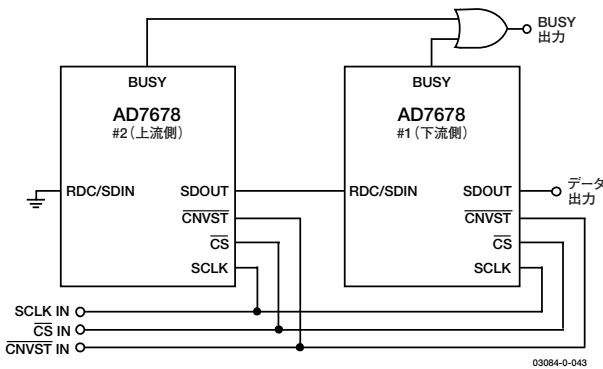 BUSY
出力
BUSY
AD7678
#2（上流側）
RDC/SDIN
SDOUT
CNVST
CS
SCLK
BUSY
AD7678
#1（下流側）
RDC/SDIN
SDOUT
CNVST
CS
SCLK
データ
出力
SCLK IN
CS IN
CNVST IN
03084-0-043